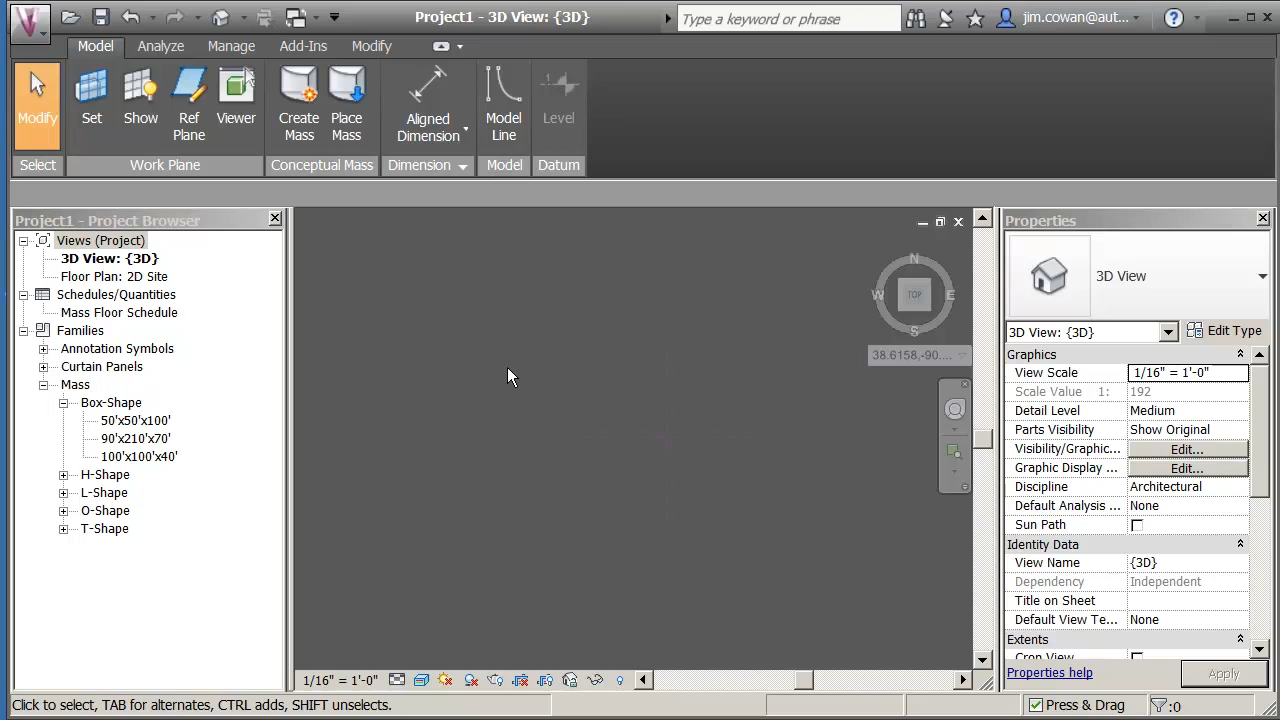 Project1 - 3D View: {3D}
Type a keyword or phrase
jim.cowan@aut...
Model
Analyze
Manage
Add-Ins
Modify
Modify
Set
Show
Ref Plane
Viewer
Create Mass
Place Mass
Aligned Dimension
Model Line
Level
Select
Work Plane
Conceptual Mass
Dimension
Model
Datum
Project1 - Project Browser
Views (Project)
3D View: {3D}
Floor Plan: 2D Site
Schedules/Quantities
Mass Floor Schedule
Families
Annotation Symbols
Curtain Panels
Mass
Box-Shape
50'x50'x100'
90'x210'x70'
100'x100'x40'
H-Shape
L-Shape
O-Shape
T-Shape
N
W
TOP
E
S
38.6158,-90....
Properties
3D View
3D View: {3D}
Edit Type
Graphics
View Scale
1/16" = 1'-0"
Scale Value 1:
192
Detail Level
Medium
Parts Visibility
Show Original
Visibility/Graphic...
Edit...
Graphic Display ...
Edit...
Discipline
Architectural
Default Analysis ...
None
Sun Path
Identity Data
View Name
{3D}
Dependency
Independent
Title on Sheet
Default View Te...
None
Extents
Crop View
Properties help
Apply
1/16" = 1'-0"
Click to select, TAB for alternates, CTRL adds, SHIFT unselects.
Press & Drag
:0